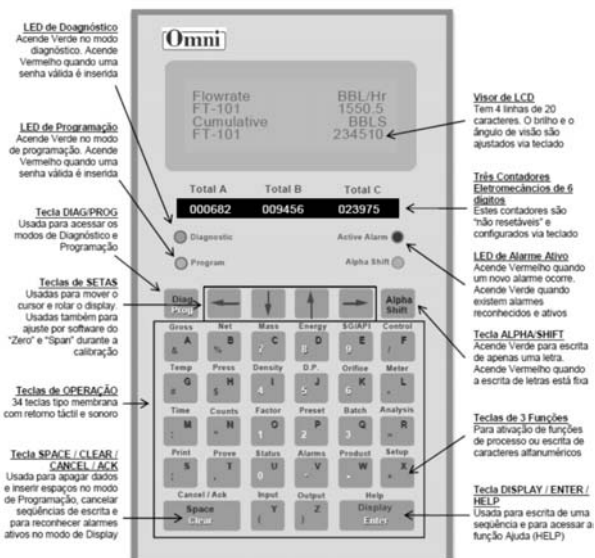 LED de Doagnóstico
Acende Verde no modo
diagnóstico. Acende
Vermelho quando uma
senha válida é inserida
LED de Programação
Acende Verde no modo
de programação. Acende
Vermelho quando uma
senha válida é inserida
Tecla DIAG/PROG
Usada para acessar os
modos de Diagnóstico e
Programação
Teclas de SETAS
Usadas para mover o
cursor e rolar o display.
Usadas também para
ajuste por software do
"Zero" e "Span" durante a
calibração
Teclas de OPERAÇÃO
34 teclas tipo membrana
com retorno táctil e sonoro
Tecla SPACE / CLEAR /
CANCEL / ACK
Usada para apagar dados
e inserir espaços no modo
de Programação, cancelar
seqüências de escrita e
para reconhecer alarmes
ativos no modo de Display
Omni
Flowrate BBL/Hr
FT-101 1550.5
Cumulative BBLS
FT-101 234510
Total A Total B Total C
000682 009456 023975
Diagnostic Active Alarm
Program Alpha Shift
Diag Prog
Alpha Shift
Gross Net Mass Energy SG/API Control
& A % B 7 C 8 D 9 E / F
Temp Press Density D.P. Orifice Meter
# G $ H 4 I 5 J 6 K . L
Time Counts Factor Preset Batch Analysis
: M N 1 O 2 P 3 Q = R
Print Prove Status Alarms Product Setup
; S , T 0 U V W + X
Cancel / Ack Input Output Help
Space Clear ( Y ) Z Display Enter
Visor de LCD
Tem 4 linhas de 20
caracteres. O brilho e o
ângulo de visão são
ajustados via teclado
Três Contadores
Eletromecâncios de 6
dígitos
Estes contadores são
"não resetáveis" e
configurados via teclado
LED de Alarme Ativo
Acende Vermelho quando
um novo alarme ocorre.
Acende Verde quando
existem alarmes
reconhecidos e ativos
Tecla ALPHA/SHIFT
Acende Verde para escrita
de apenas uma letra.
Acende Vermelho quando
a escrita de letras está fixa
Teclas de 3 Funções
Para ativação de funções
de processo ou escrita de
caracteres alfanuméricos
Tecla DISPLAY / ENTER /
HELP
Usada para escrita de uma
seqüência e para acessar a
função Ajuda (HELP)